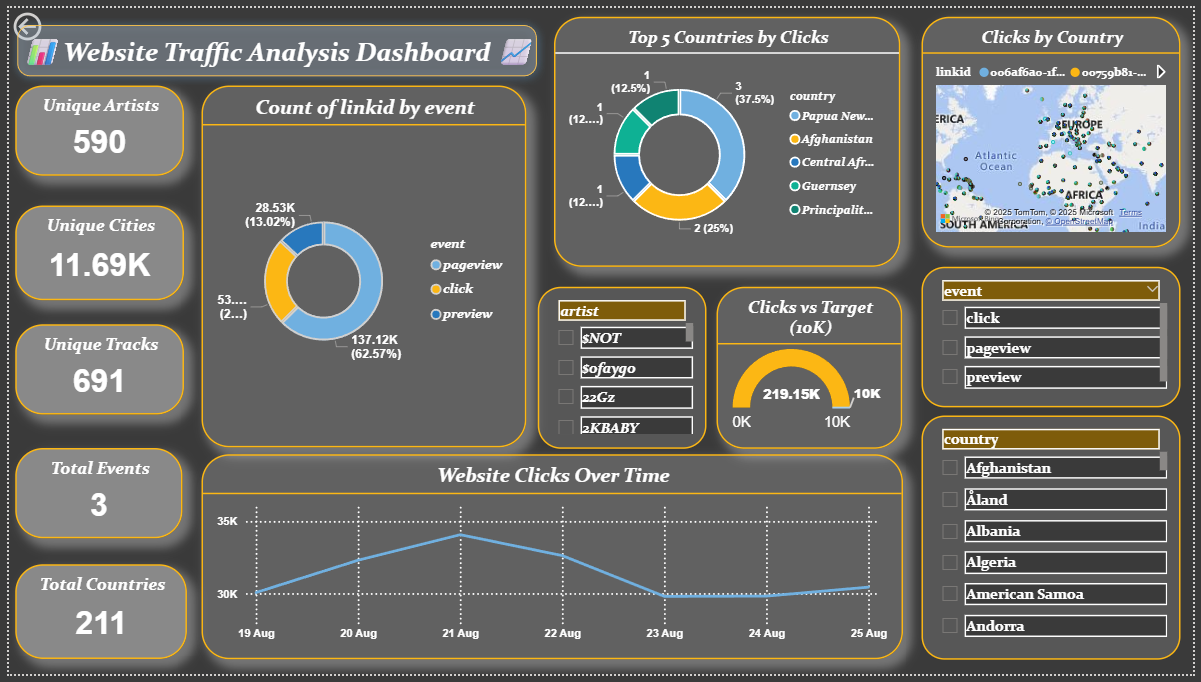 Website Traffic Analysis Dashboard
Unique Artists
590
Unique Cities
11.69K
Unique Tracks
691
Total Events
3
Total Countries
211
Count of linkid by event
28.53K
(13.02%)
53....
(2...)
137.12K
(62.57%)
event
pageview
click
preview
Top 5 Countries by Clicks
1
(12.5%)
1
(12....)
1
(12....)
3
(37.5%)
2 (25%)
country
Papua New...
Afghanistan
Central Afr...
Guernsey
Principalit...
artist
$NOT
$ofaygo
22Gz
2KBABY
Clicks vs Target
(10K)
219.15K
10K
0K
10K
Website Clicks Over Time
35K
30K
19 Aug
20 Aug
21 Aug
22 Aug
23 Aug
24 Aug
25 Aug
Clicks by Country
linkid
006af6a0-1f...
00759b81-...
ERICA
EUROPE
Atlantic
Ocean
AFRICA
SOUTH AMERICA
India
© 2025 TomTom, © 2025 Microsoft
Corporation, © OpenStreetMap
Terms
event
click
pageview
preview
country
Afghanistan
Åland
Albania
Algeria
American Samoa
Andorra